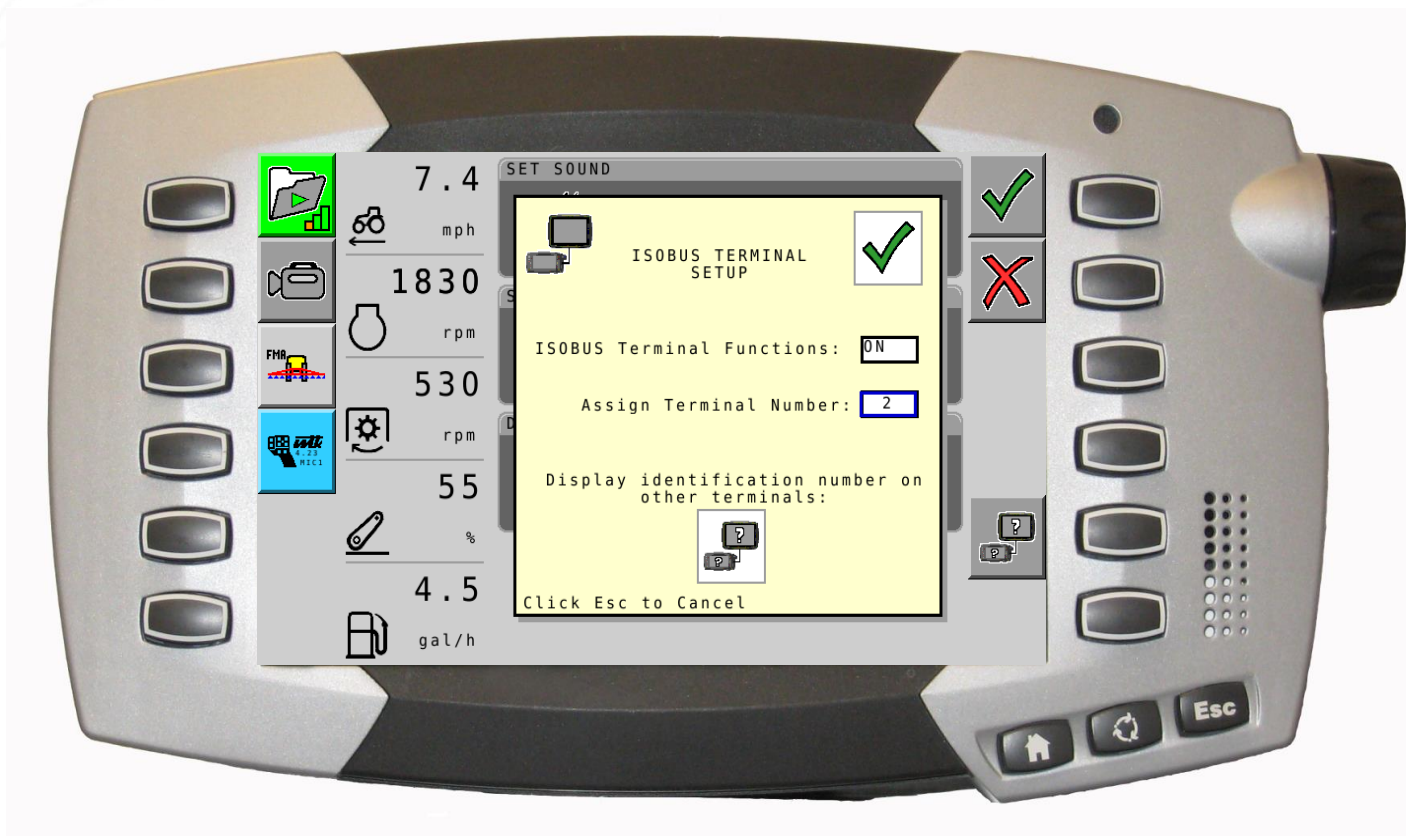 7.4
mph
1830
rpm
530
rpm
55
%
4.5
gal/h
FMA
wtk
4.23
MIC1
SET SOUND
S
D
ISOBUS TERMINAL
SETUP
ISOBUS Terminal Functions: ON
Assign Terminal Number: 2
Display identification number on
other terminals:
?
?
Click Esc to Cancel
?
?
Esc